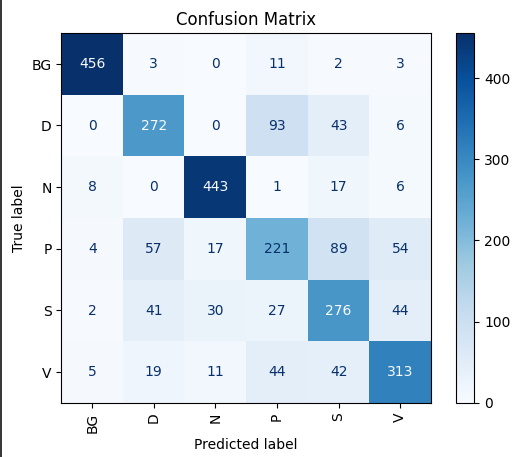 Confusion Matrix
BG 456 3 0 11 2 3
D 0 272 0 93 43 6
N 8 0 443 1 17 6
P 4 57 17 221 89 54
S 2 41 30 27 276 44
V 5 19 11 44 42 313
BG D N P S V
True label
Predicted label
400
300
200
100
0